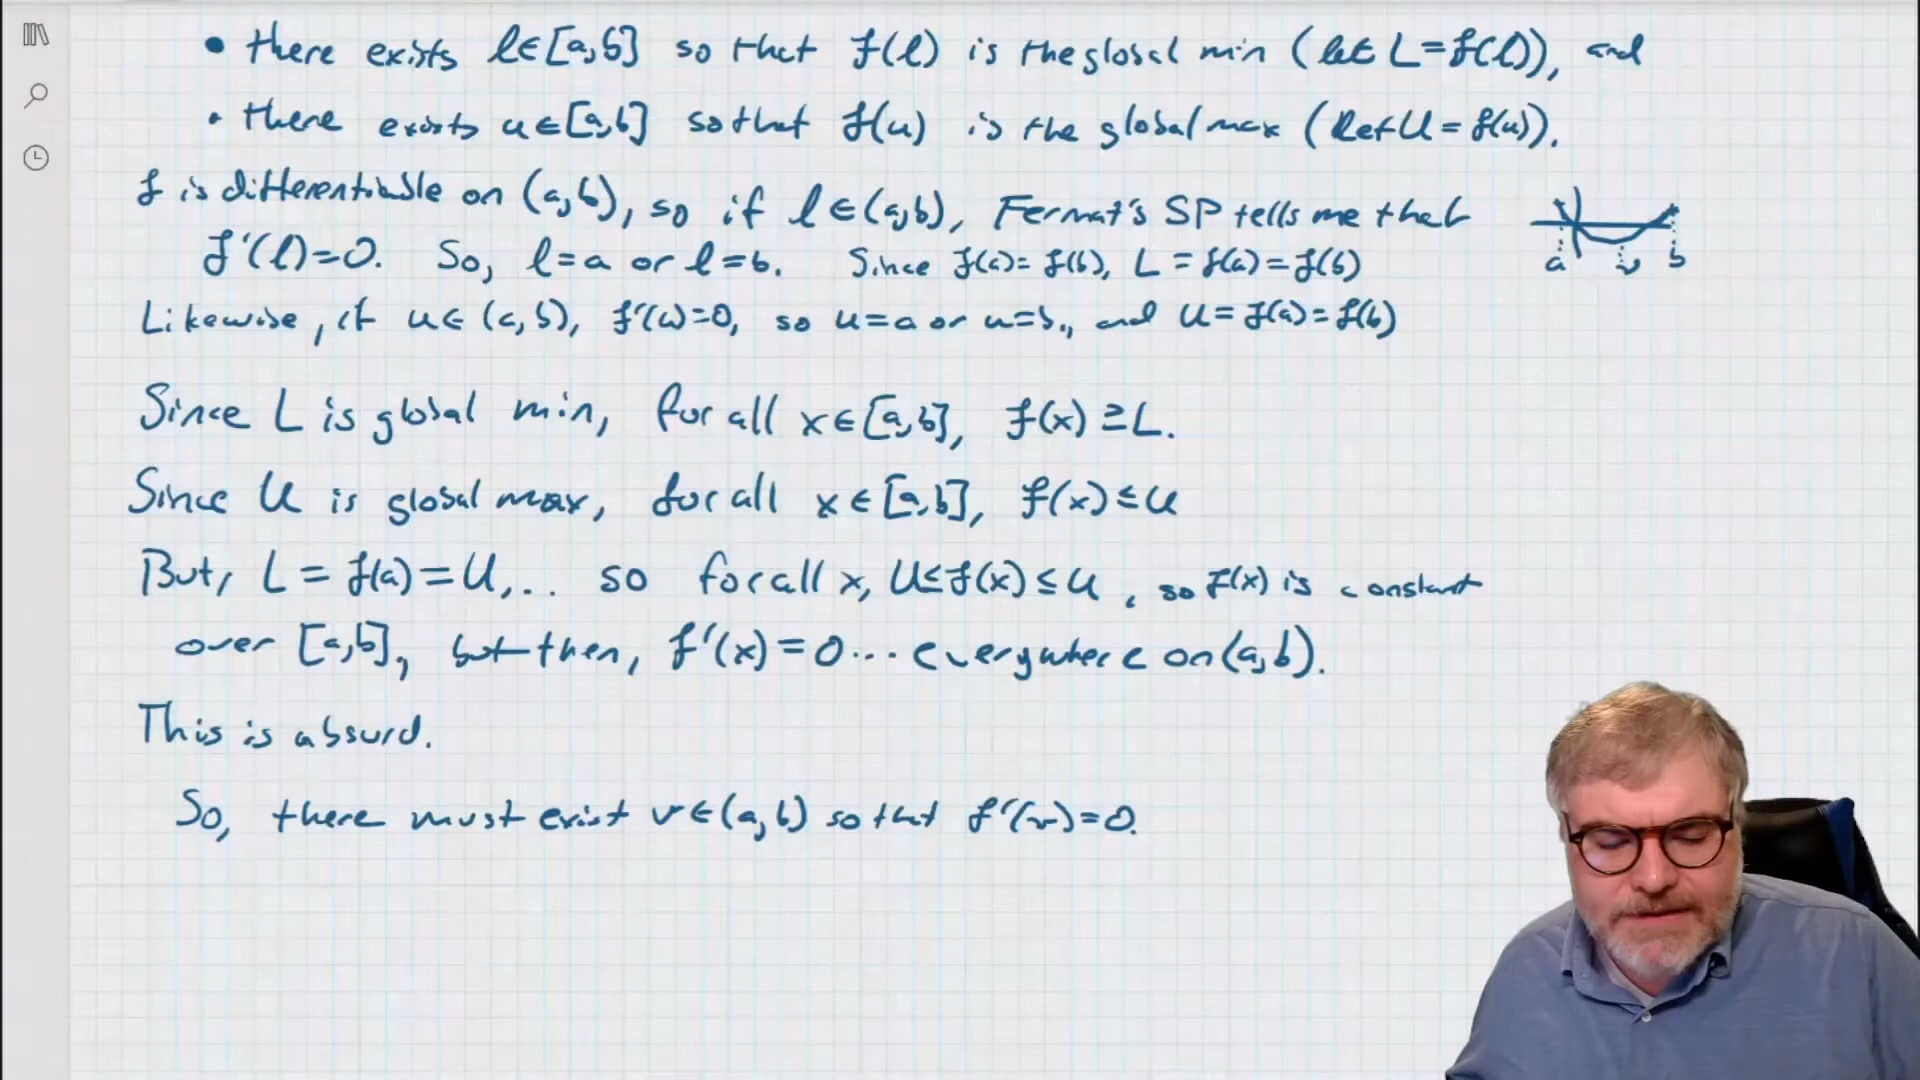 • there exists l∈[a,b] so that f(l) is the global min (let L=f(l)), and
• there exists u∈[a,b] so that f(u) is the global max (let U=f(u)).
f is differentiable on (a,b), so if l∈(a,b), Fermat's SP tells me that
f'(l)=0. So, l=a or l=b. Since f(a)=f(b), L=f(a)=f(b)
a v b
Likewise, if u∈(a,b), f'(u)=0, so u=a or u=b, and U=f(a)=f(b)
Since L is global min, for all x∈[a,b], f(x)≥L.
Since U is global max, for all x∈[a,b], f(x)≤U
But, L=f(a)=U,... so for all x, U≤f(x)≤U, so f(x) is constant
over [a,b], but then, f'(x)=0... everywhere on (a,b).
This is absurd.
So, there must exist v∈(a,b) so that f'(v)=0.